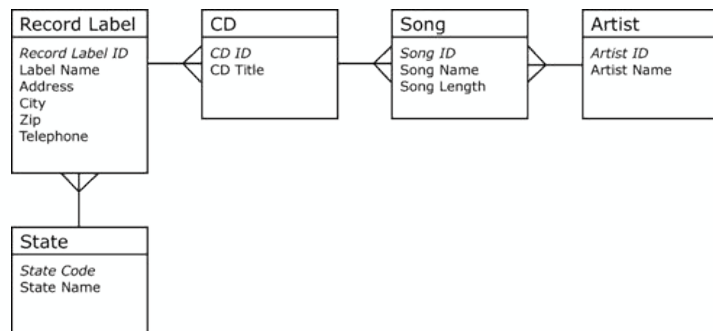 Record Label
Record Label ID
Label Name
Address
City
Zip
Telephone
CD
CD ID
CD Title
Song
Song ID
Song Name
Song Length
Artist
Artist ID
Artist Name
State
State Code
State Name